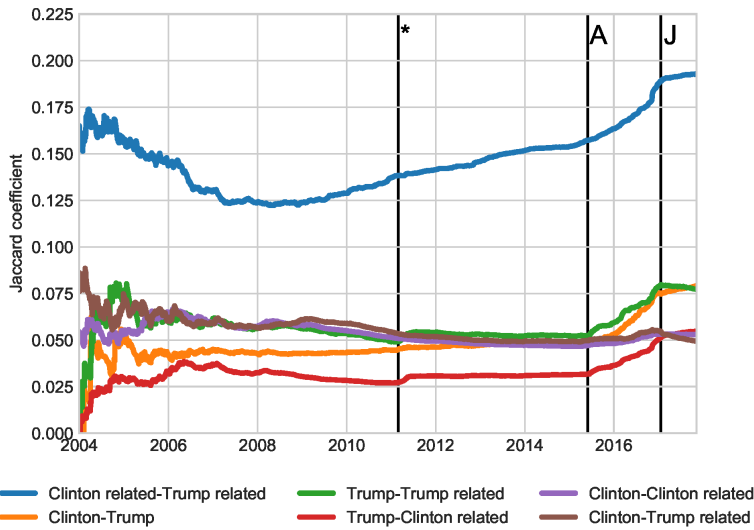 0.225
*
A
J
0.200
0.175
0.150
0.125
0.100
0.075
0.050
0.025
0.000
Jaccard coefficient
2004 2006 2008 2010 2012 2014 2016
Clinton related-Trump related Trump-Trump related Clinton-Clinton related
Clinton-Trump Trump-Clinton related Clinton-Trump related